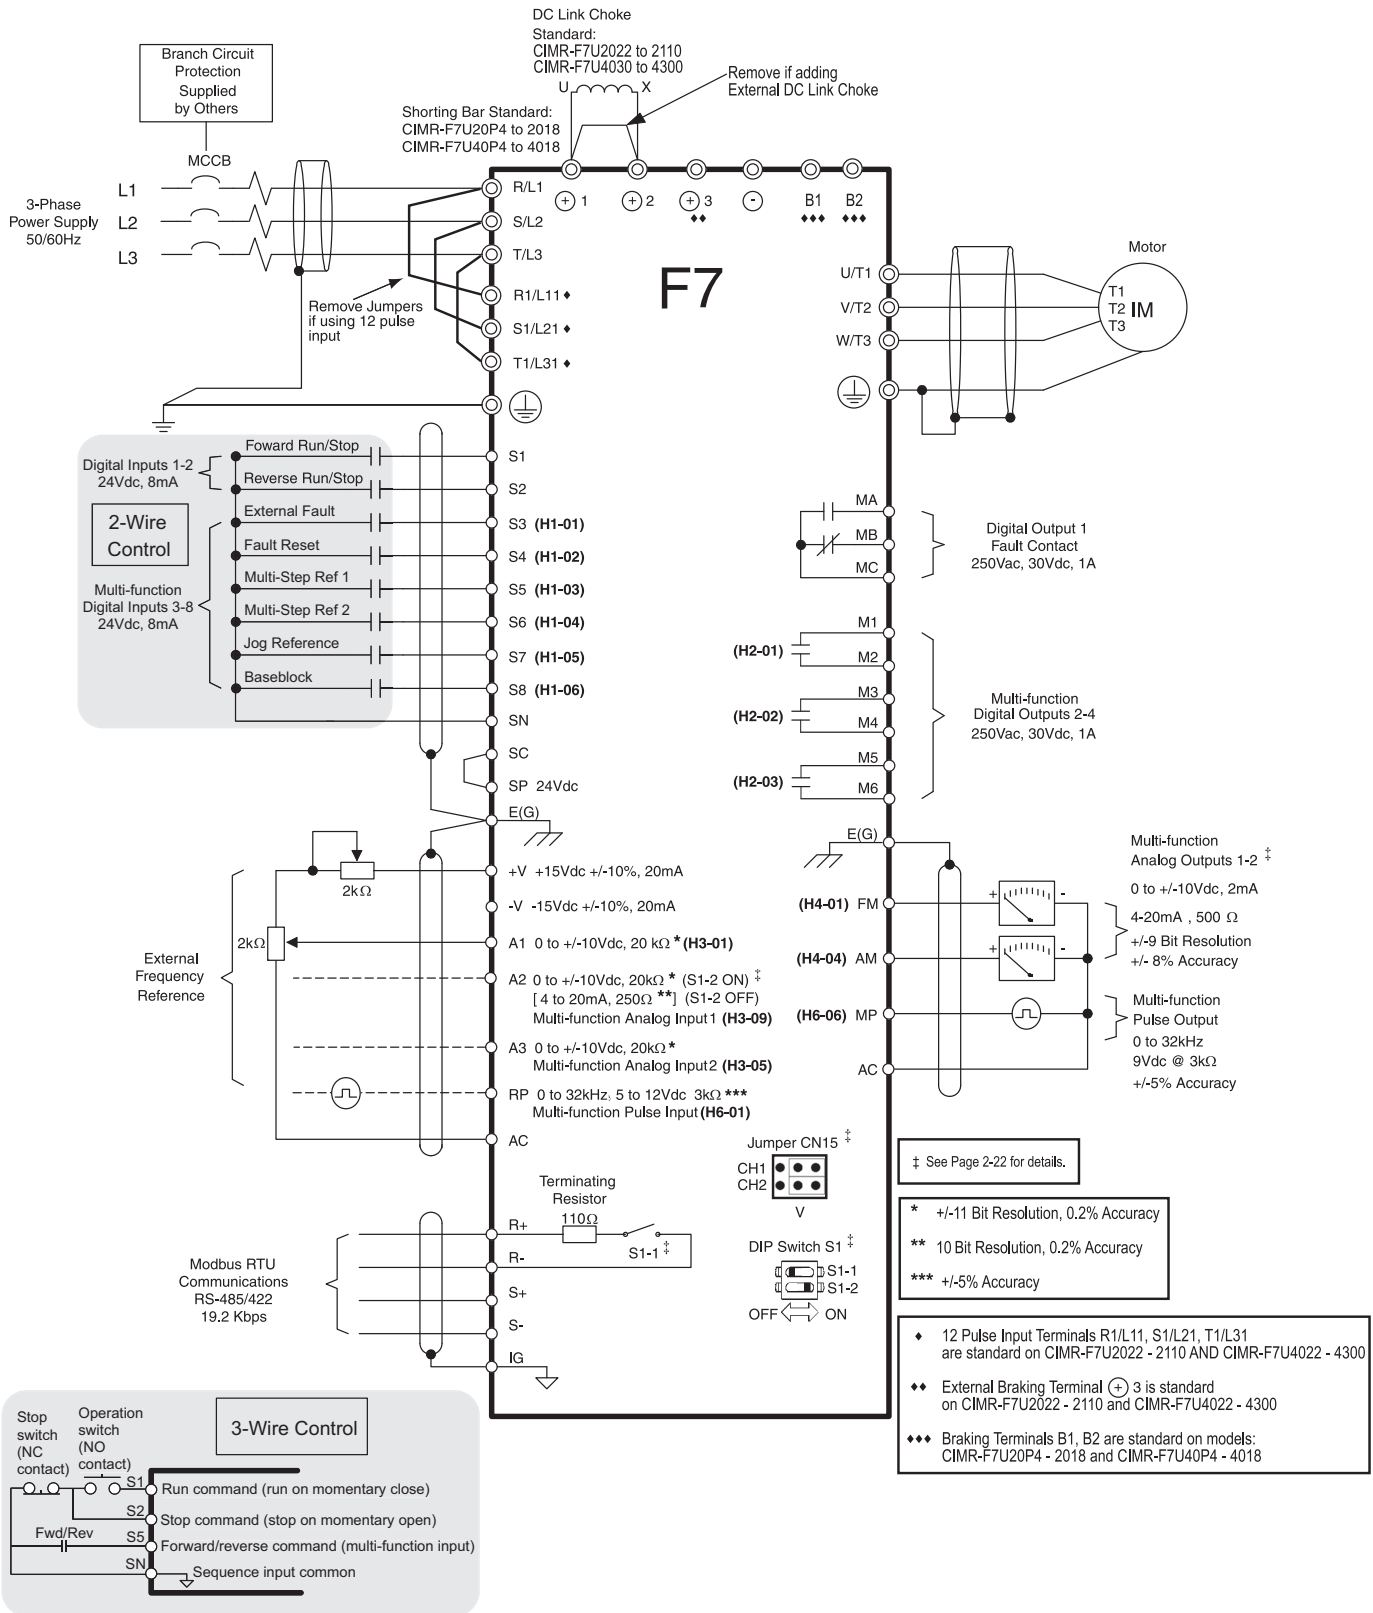 DC Link Choke
Standard:
CIMR-F7U2022 to 2110
CIMR-F7U4030 to 4300
U
X
Remove if adding
External DC Link Choke
Branch Circuit
Protection
Supplied
by Others
Shorting Bar Standard:
CIMR-F7U20P4 to 2018
CIMR-F7U40P4 to 4018
MCCB
3-Phase
Power Supply
50/60Hz
L1
L2
L3
R/L1
S/L2
T/L3
R1/L11 ♦
S1/L21 ♦
T1/L31 ♦
Remove Jumpers
if using 12 pulse
input
+ 1
+ 2
+ 3
♦♦
-
B1
♦♦♦
B2
♦♦♦
F7
U/T1
V/T2
W/T3
Motor
T1
T2
T3
IM
Digital Inputs 1-2
24Vdc, 8mA
2-Wire
Control
Multi-function
Digital Inputs 3-8
24Vdc, 8mA
Foward Run/Stop
S1
Reverse Run/Stop
S2
External Fault
S3 (H1-01)
Fault Reset
S4 (H1-02)
Multi-Step Ref 1
S5 (H1-03)
Multi-Step Ref 2
S6 (H1-04)
Jog Reference
S7 (H1-05)
Baseblock
S8 (H1-06)
SN
SC
SP 24Vdc
E(G)
MA
MB
MC
Digital Output 1
Fault Contact
250Vac, 30Vdc, 1A
(H2-01)
M1
M2
(H2-02)
M3
M4
(H2-03)
M5
M6
Multi-function
Digital Outputs 2-4
250Vac, 30Vdc, 1A
External
Frequency
Reference
2kΩ
2kΩ
+V +15Vdc +/-10%, 20mA
-V -15Vdc +/-10%, 20mA
A1 0 to +/-10Vdc, 20 kΩ * (H3-01)
A2 0 to +/-10Vdc, 20kΩ * (S1-2 ON) ‡
[ 4 to 20mA, 250Ω **] (S1-2 OFF)
Multi-function Analog Input 1 (H3-09)
A3 0 to +/-10Vdc, 20kΩ *
Multi-function Analog Input 2 (H3-05)
RP 0 to 32kHz, 5 to 12Vdc 3kΩ ***
Multi-function Pulse Input (H6-01)
AC
E(G)
(H4-01) FM
+ -
(H4-04) AM
+ -
(H6-06) MP
AC
Multi-function
Analog Outputs 1-2 ‡
0 to +/-10Vdc, 2mA
4-20mA , 500 Ω
+/-9 Bit Resolution
+/- 8% Accuracy
Multi-function
Pulse Output
0 to 32kHz
9Vdc @ 3kΩ
+/-5% Accuracy
Jumper CN15 ‡
CH1
CH2
V
DIP Switch S1 ‡
S1-1
S1-2
OFF ON
Terminating
Resistor
110Ω
S1-1 ‡
Modbus RTU
Communications
RS-485/422
19.2 Kbps
R+
R-
S+
S-
IG
‡ See Page 2-22 for details.
* +/-11 Bit Resolution, 0.2% Accuracy
** 10 Bit Resolution, 0.2% Accuracy
*** +/-5% Accuracy
♦ 12 Pulse Input Terminals R1/L11, S1/L21, T1/L31
are standard on CIMR-F7U2022 - 2110 AND CIMR-F7U4022 - 4300
♦♦ External Braking Terminal + 3 is standard
on CIMR-F7U2022 - 2110 and CIMR-F7U4022 - 4300
♦♦♦ Braking Terminals B1, B2 are standard on models:
CIMR-F7U20P4 - 2018 and CIMR-F7U40P4 - 4018
3-Wire Control
Stop
switch
(NC
contact)
Operation
switch
(NO
contact)
S1
Run command (run on momentary close)
S2
Stop command (stop on momentary open)
Fwd/Rev
S5
Forward/reverse command (multi-function input)
SN
Sequence input common